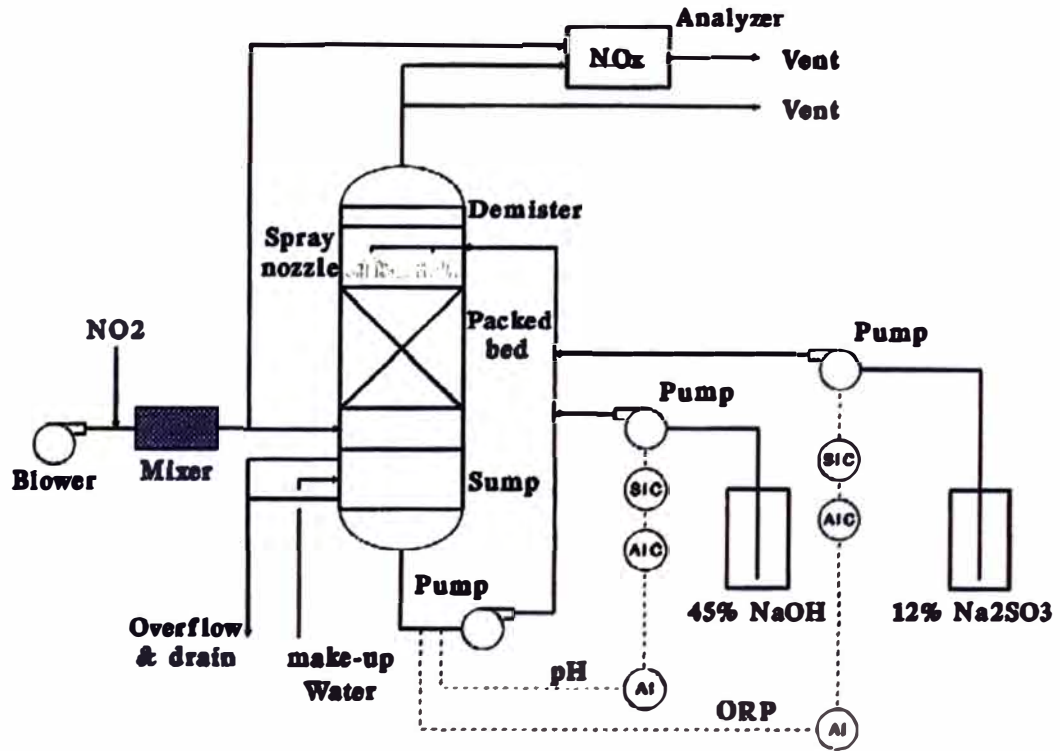 Analyzer
NOx
Vent
Vent
Demister
Spray
nozzle
Packed
bed
NO2
Pump
Pump
Blower
Mixer
Sump
SIC
SIC
AIC
AIC
Pump
45% NaOH
12% Na2SO3
Overflow
& drain
make-up
Water
pH
AI
ORP
AI